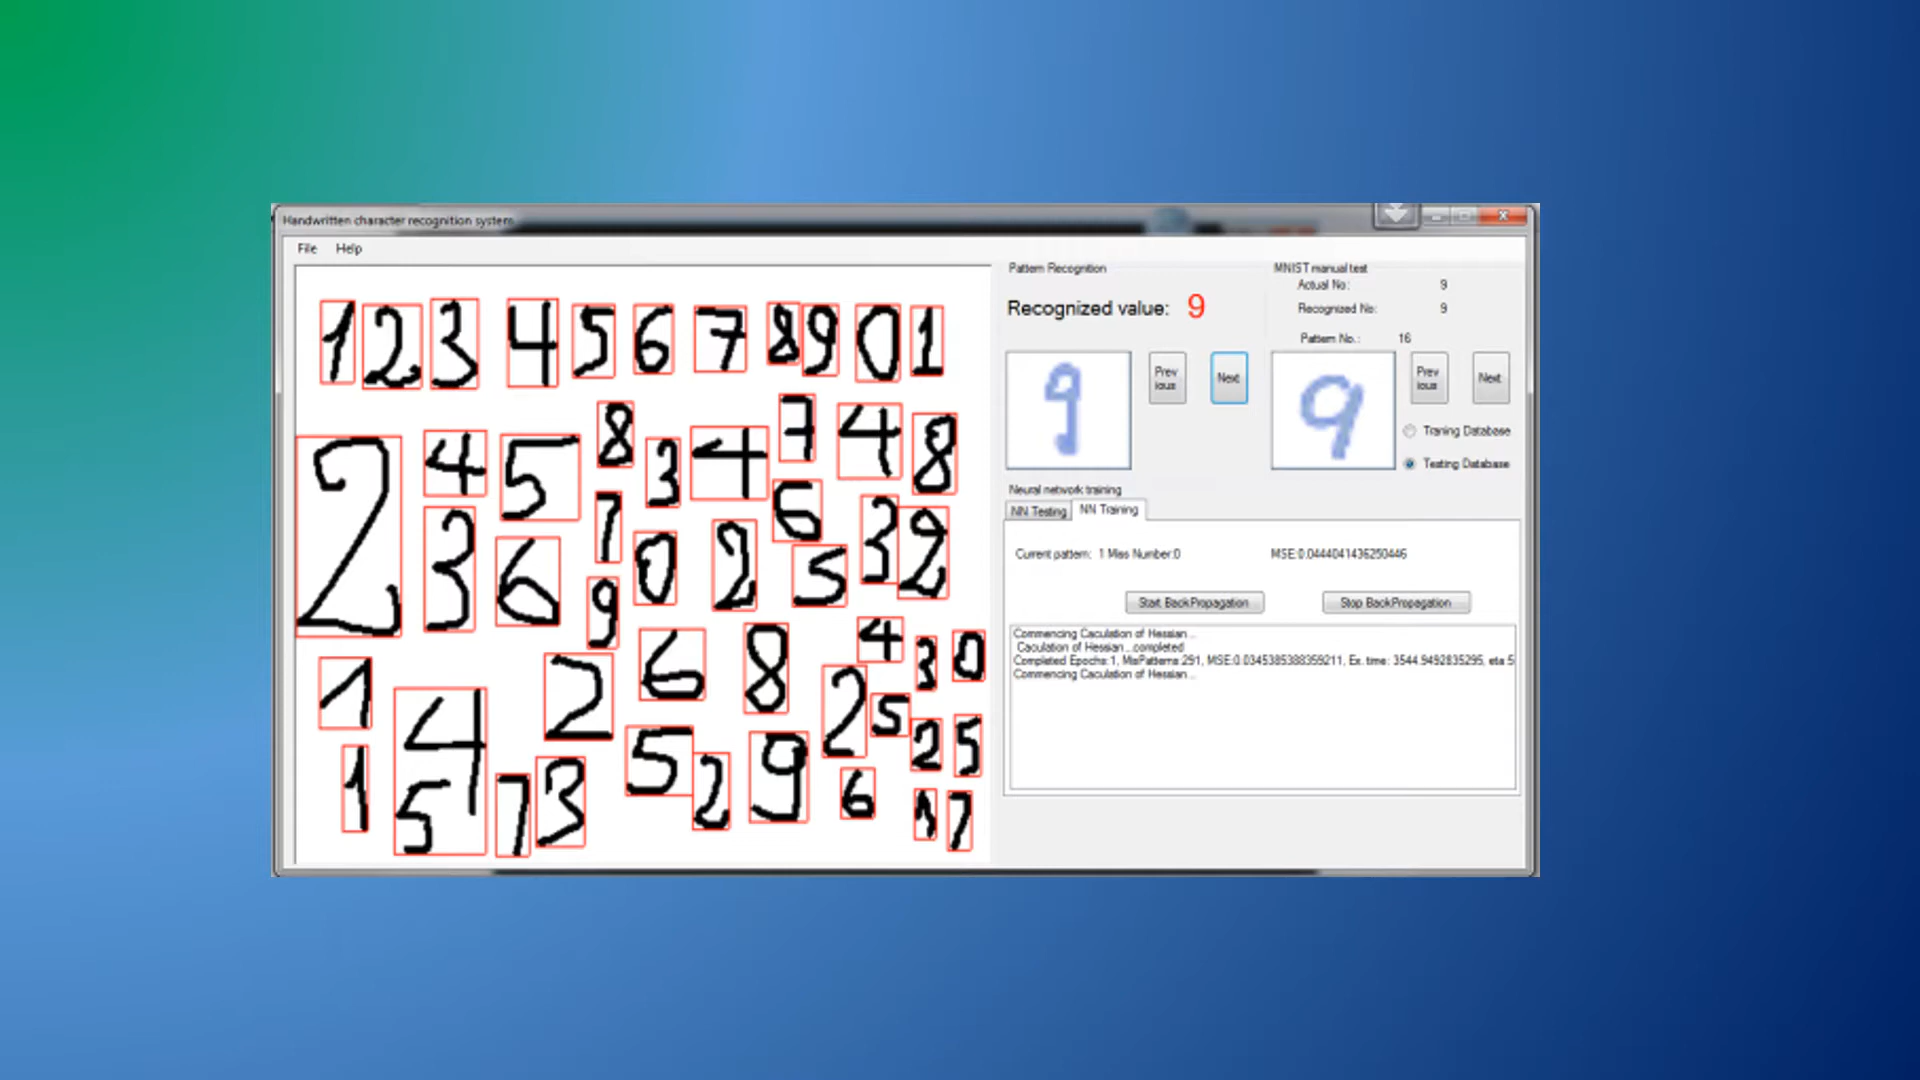 Handwritten character recognition system
File Help
1 2 3 4 5 6 7 8 9 0 1
2 4 5 8 3 4 7 4 8
3 6 7 0 2 6 5 3 2
9
1 4 2 6 8 2 4 3 0
5 2 5
1 5 7 3 5 2 9 6 1 7
Pattern Recognition
Recognized value: 9
9
Prev ious
Next
MNIST manual test
Actual No: 9
Recognized No: 9
Pattern No.: 16
9
Prev ious
Next
Traning Database
Testing Database
Neural network training
NN Testing NN Training
Current pattern: 1 Miss Number:0 MSE:0.0444041436250446
Start BackPropagation Stop BackPropagation
Commencing Caculation of Hessian...
Caculation of Hessian...completed
Completed Epochs:1, MisPatterns 291, MSE:0.0345385388359211, Ex. time: 3544.9492835295, eta 5
Commencing Caculation of Hessian...